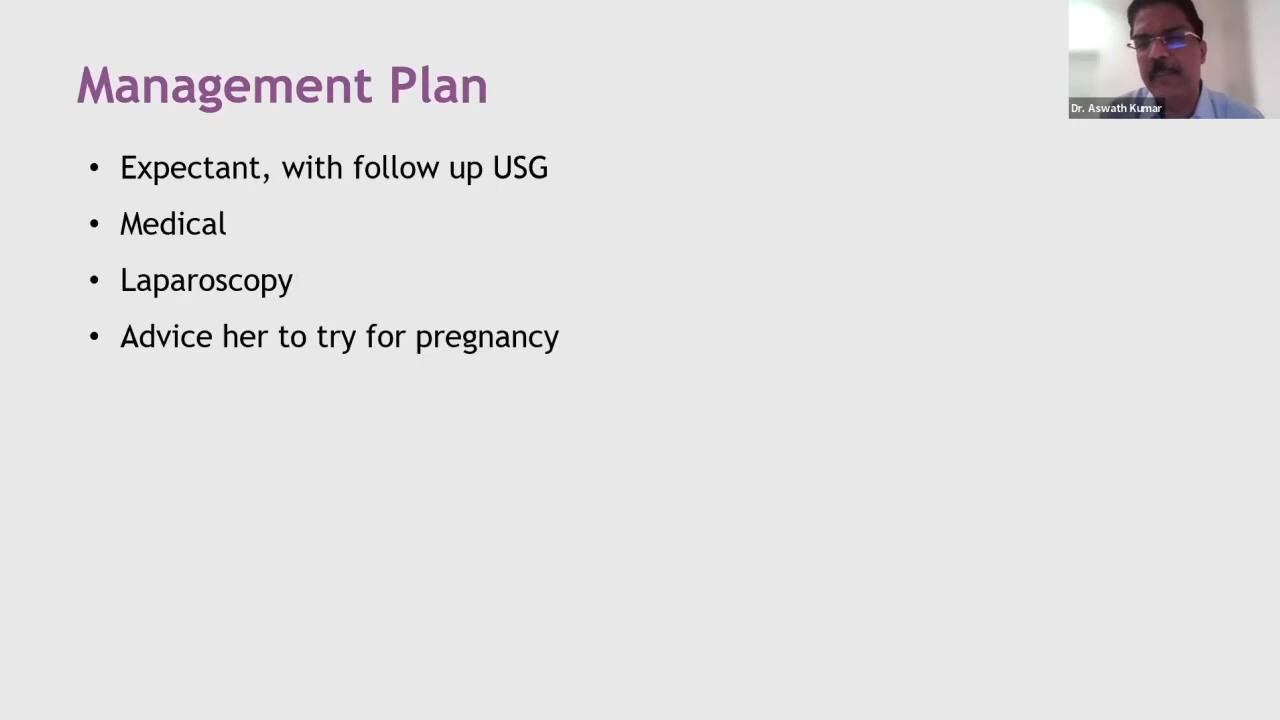 Management Plan
• Expectant, with follow up USG
• Medical
• Laparoscopy
• Advice her to try for pregnancy
Dr. Aswath Kumar